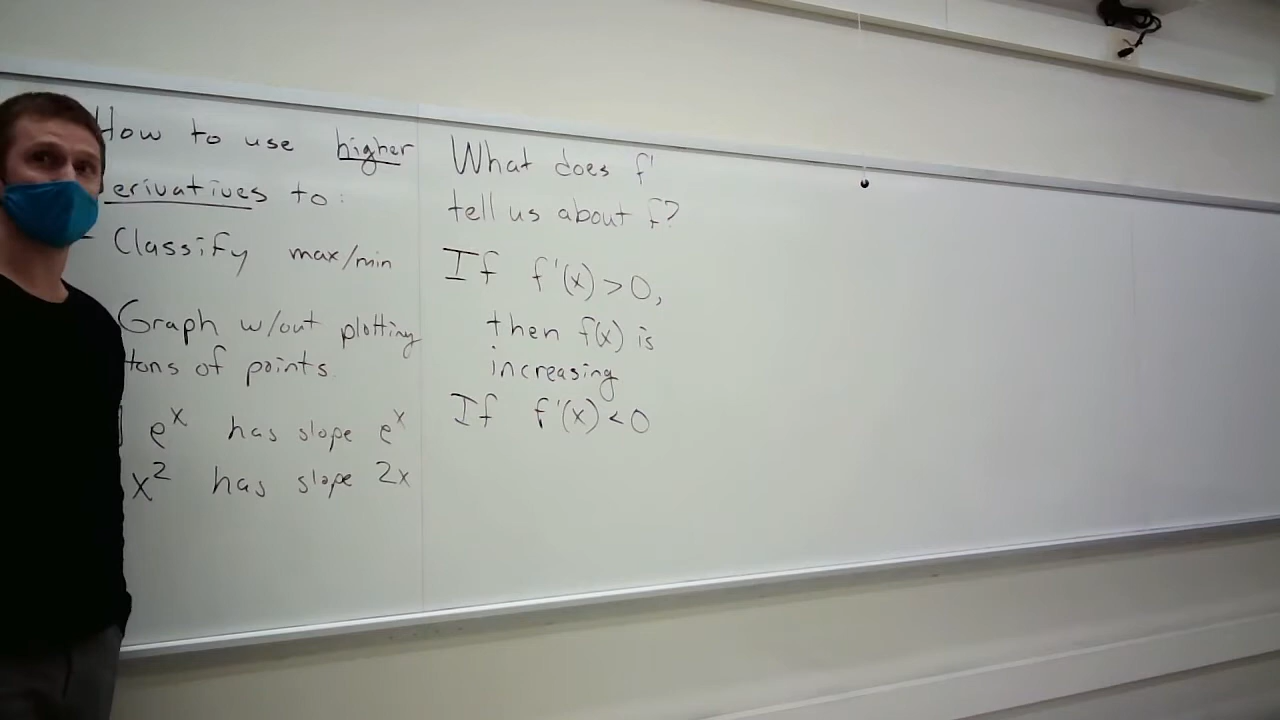 How to use higher
erivatives to:
- Classify max/min
Graph w/out plotting
tons of points
e^x has slope e^x
x^2 has slope 2x
What does f'
tell us about f?
If f'(x) > 0,
then f(x) is
increasing
If f'(x) < 0